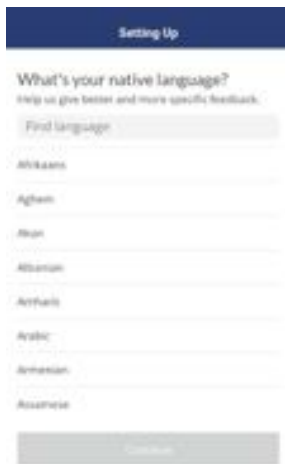 Setting Up
What's your native language?
Help us give better and more specific feedback.
Find language
Afrikaans
Aghem
Akan
Albanian
Amharic
Arabic
Armenian
Assamese
Continue